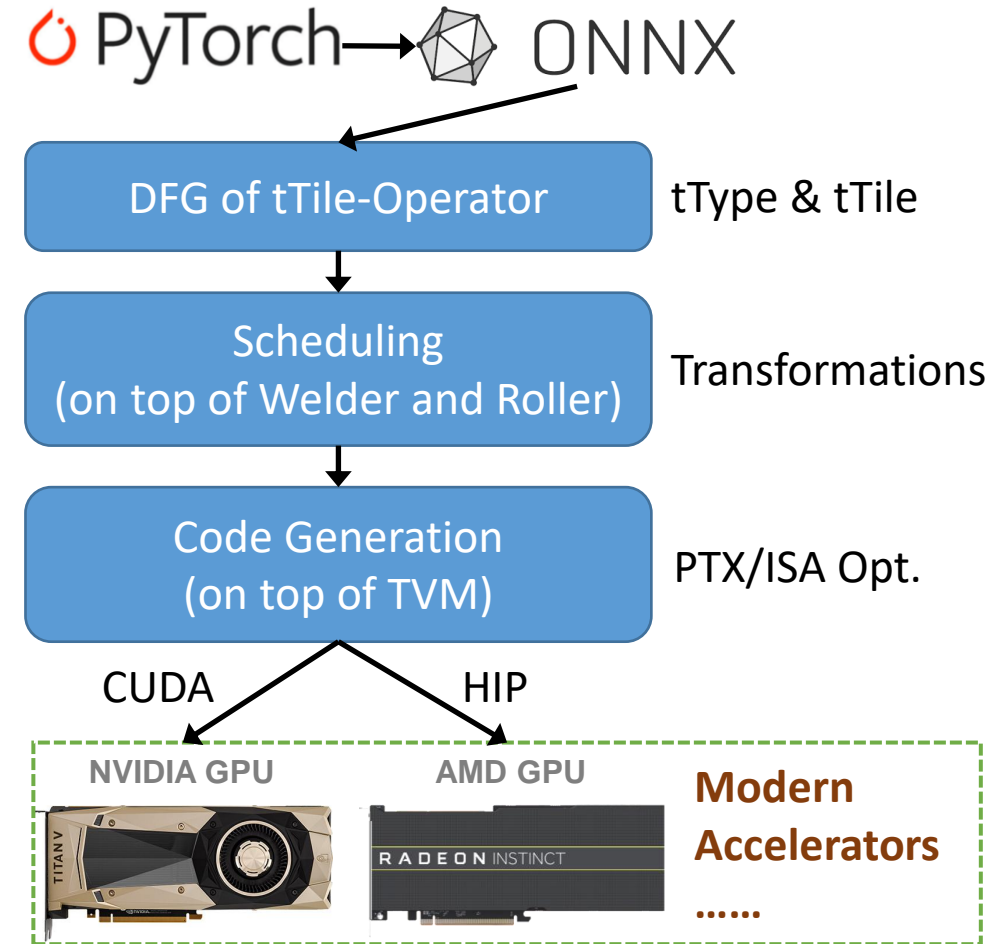 PyTorch
ONNX
DFG of tTile-Operator
tType & tTile
Scheduling
(on top of Welder and Roller)
Transformations
Code Generation
(on top of TVM)
PTX/ISA Opt.
CUDA
HIP
NVIDIA GPU
AMD GPU
TITAN V
RADEON INSTINCT
Modern
Accelerators
......